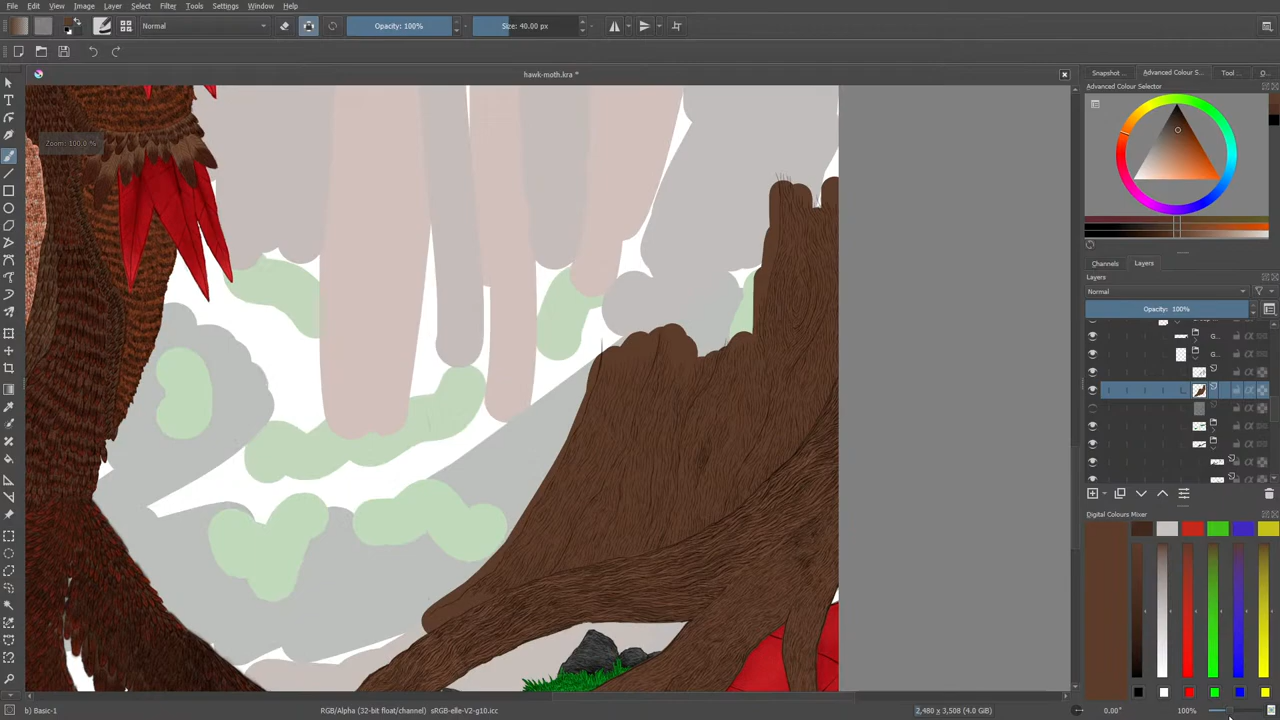 File Edit View Image Layer Select Filter Tools Settings Window Help
Normal Opacity: 100% Size: 40.00 px
hawk-moth.kra *
Snapshot ... Advanced Colour S... Tool ... O...
Advanced Colour Selector
Zoom: 100.0 %
Channels Layers
Layers
Normal
Opacity: 100%
G...
G...
Digital Colours Mixer
b) Basic-1 RGB/Alpha (32-bit float/channel) sRGB-elle-V2-g10.icc 2,480 x 3,508 (4.0 GiB) 0.00° 100%